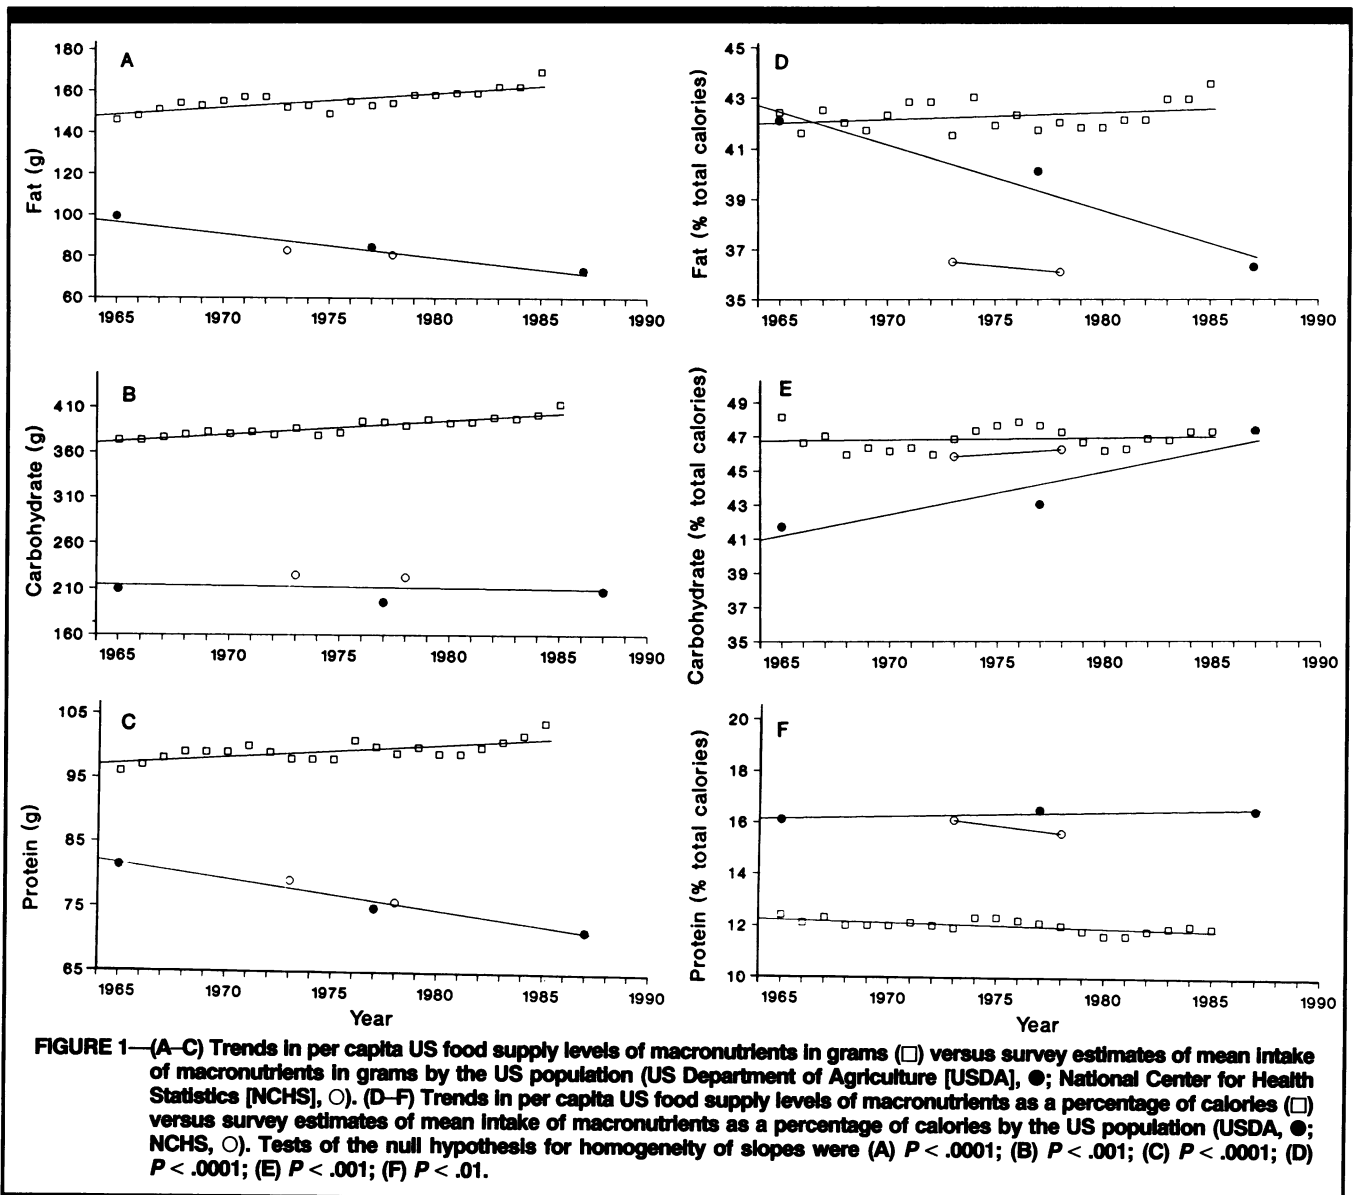 A
180
160
140
120
100
80
60
Fat (g)
1965 1970 1975 1980 1985 1990
D
45
43
41
39
37
35
Fat (% total calories)
1965 1970 1975 1980 1985 1990
B
410
360
310
260
210
160
Carbohydrate (g)
1965 1970 1975 1980 1985 1990
E
49
47
45
43
41
39
37
35
Carbohydrate (% total calories)
1965 1970 1975 1980 1985 1990
C
105
95
85
75
65
Protein (g)
1965 1970 1975 1980 1985 1990
Year
F
20
18
16
14
12
10
Protein (% total calories)
1965 1970 1975 1980 1985 1990
Year
FIGURE 1—(A–C) Trends in per capita US food supply levels of macronutrients in grams (□) versus survey estimates of mean intake
of macronutrients in grams by the US population (US Department of Agriculture [USDA], ●; National Center for Health
Statistics [NCHS], ○). (D–F) Trends in per capita US food supply levels of macronutrients as a percentage of calories (□)
versus survey estimates of mean intake of macronutrients as a percentage of calories by the US population (USDA, ●;
NCHS, ○). Tests of the null hypothesis for homogeneity of slopes were (A) P < .0001; (B) P < .001; (C) P < .0001; (D)
P < .0001; (E) P < .001; (F) P < .01.